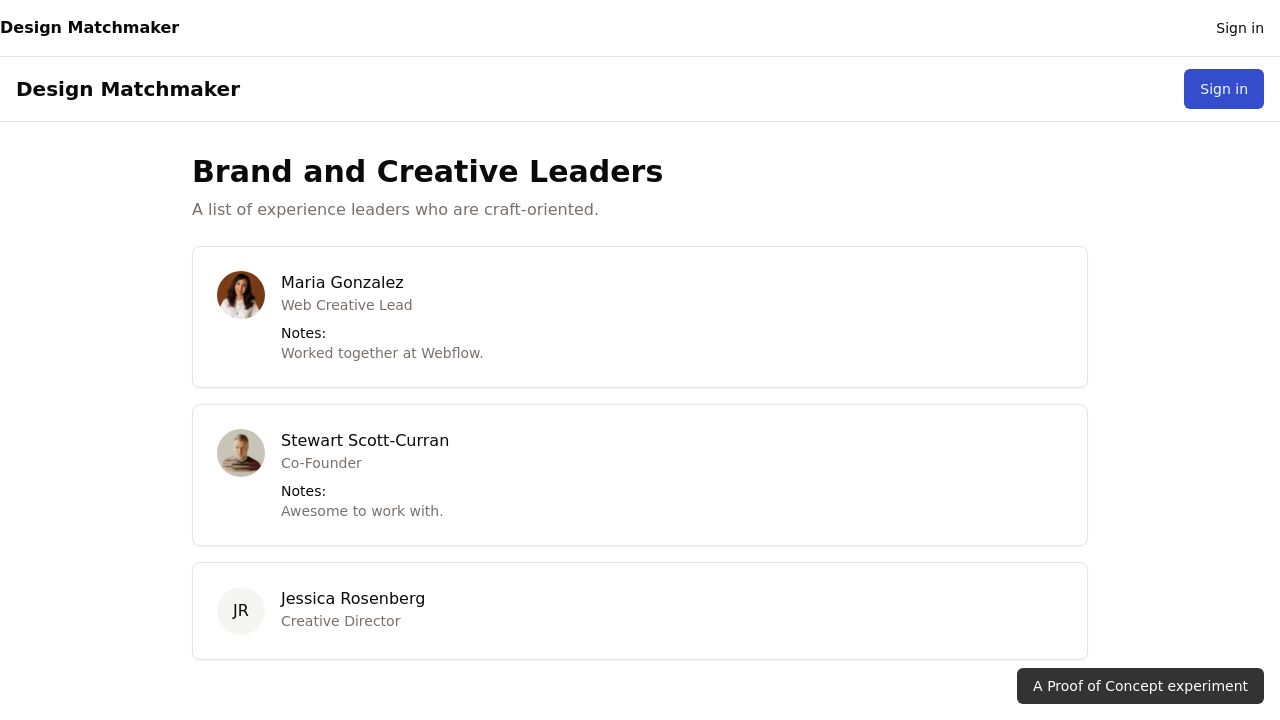 Design Matchmaker
Sign in
Design Matchmaker
Sign in
Brand and Creative Leaders
A list of experience leaders who are craft-oriented.
Maria Gonzalez
Web Creative Lead
Notes:
Worked together at Webflow.
Stewart Scott-Curran
Co-Founder
Notes:
Awesome to work with.
JR
Jessica Rosenberg
Creative Director
A Proof of Concept experiment